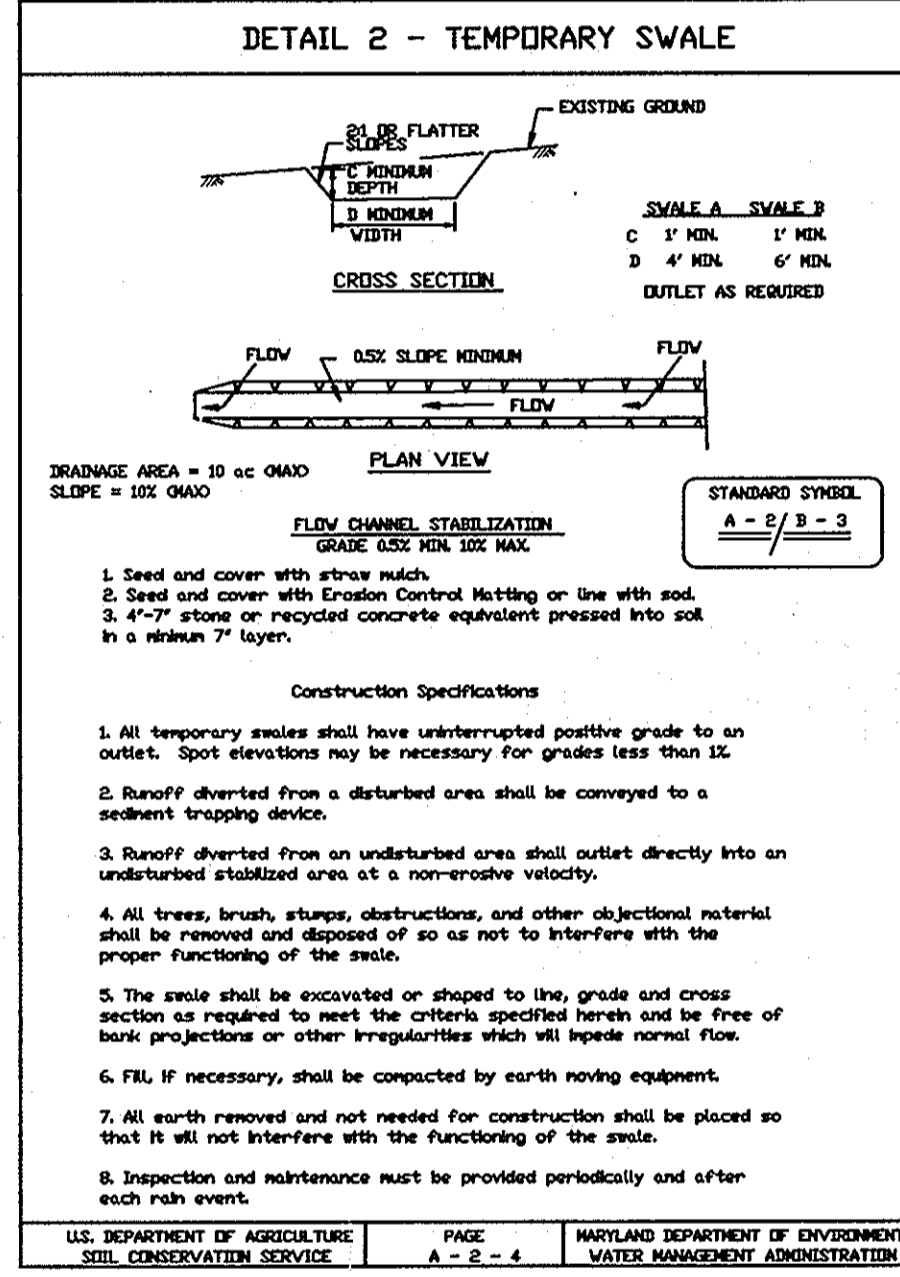 DETAIL 2 - TEMPORARY SWALE
EXISTING GROUND
2:1 OR FLATTER
SLOPES
C MINIMUM
DEPTH
D MINIMUM
WIDTH
CROSS SECTION
SWALE A SWALE B
C 1' MIN. 1' MIN.
D 4' MIN. 6' MIN.
OUTLET AS REQUIRED
FLOW
0.5% SLOPE MINIMUM
FLOW
FLOW
PLAN VIEW
DRAINAGE AREA = 10 ac (MAX)
SLOPE = 10% (MAX)
STANDARD SYMBOL
A - 2 / B - 3
FLOW CHANNEL STABILIZATION
GRADE 0.5% MIN. 10% MAX.
1. Seed and cover with straw mulch.
2. Seed and cover with Erosion Control Matting or line with sod.
3. 4"-7" stone or recycled concrete equivalent pressed into soil
in a minimum 7" layer.
Construction Specifications
1. All temporary swales shall have uninterrupted positive grade to an
outlet. Spot elevations may be necessary for grades less than 1%.
2. Runoff diverted from a disturbed area shall be conveyed to a
sediment trapping device.
3. Runoff diverted from an undisturbed area shall outlet directly into an
undisturbed stabilized area at a non-erosive velocity.
4. All trees, brush, stumps, obstructions, and other objectional material
shall be removed and disposed of so as not to interfere with the
proper functioning of the swale.
5. The swale shall be excavated or shaped to line, grade and cross
section as required to meet the criteria specified herein and be free of
bank projections or other irregularities which will impede normal flow.
6. Fill, if necessary, shall be compacted by earth moving equipment.
7. All earth removed and not needed for construction shall be placed so
that it will not interfere with the functioning of the swale.
8. Inspection and maintenance must be provided periodically and after
each rain event.
U.S. DEPARTMENT OF AGRICULTURE
SOIL CONSERVATION SERVICE
PAGE
A - 2 - 4
MARYLAND DEPARTMENT OF ENVIRONMENT
WATER MANAGEMENT ADMINISTRATION